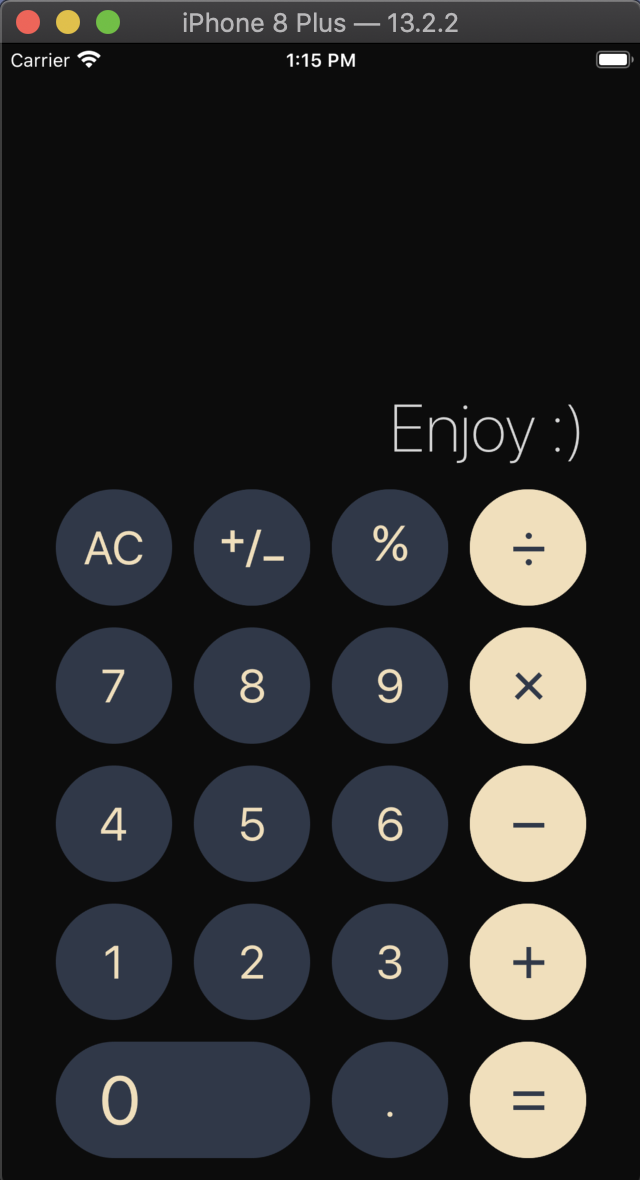 iPhone 8 Plus — 13.2.2
Carrier 1:15 PM
Enjoy :)
AC +/− % ÷
7 8 9 ×
4 5 6 −
1 2 3 +
0 . =